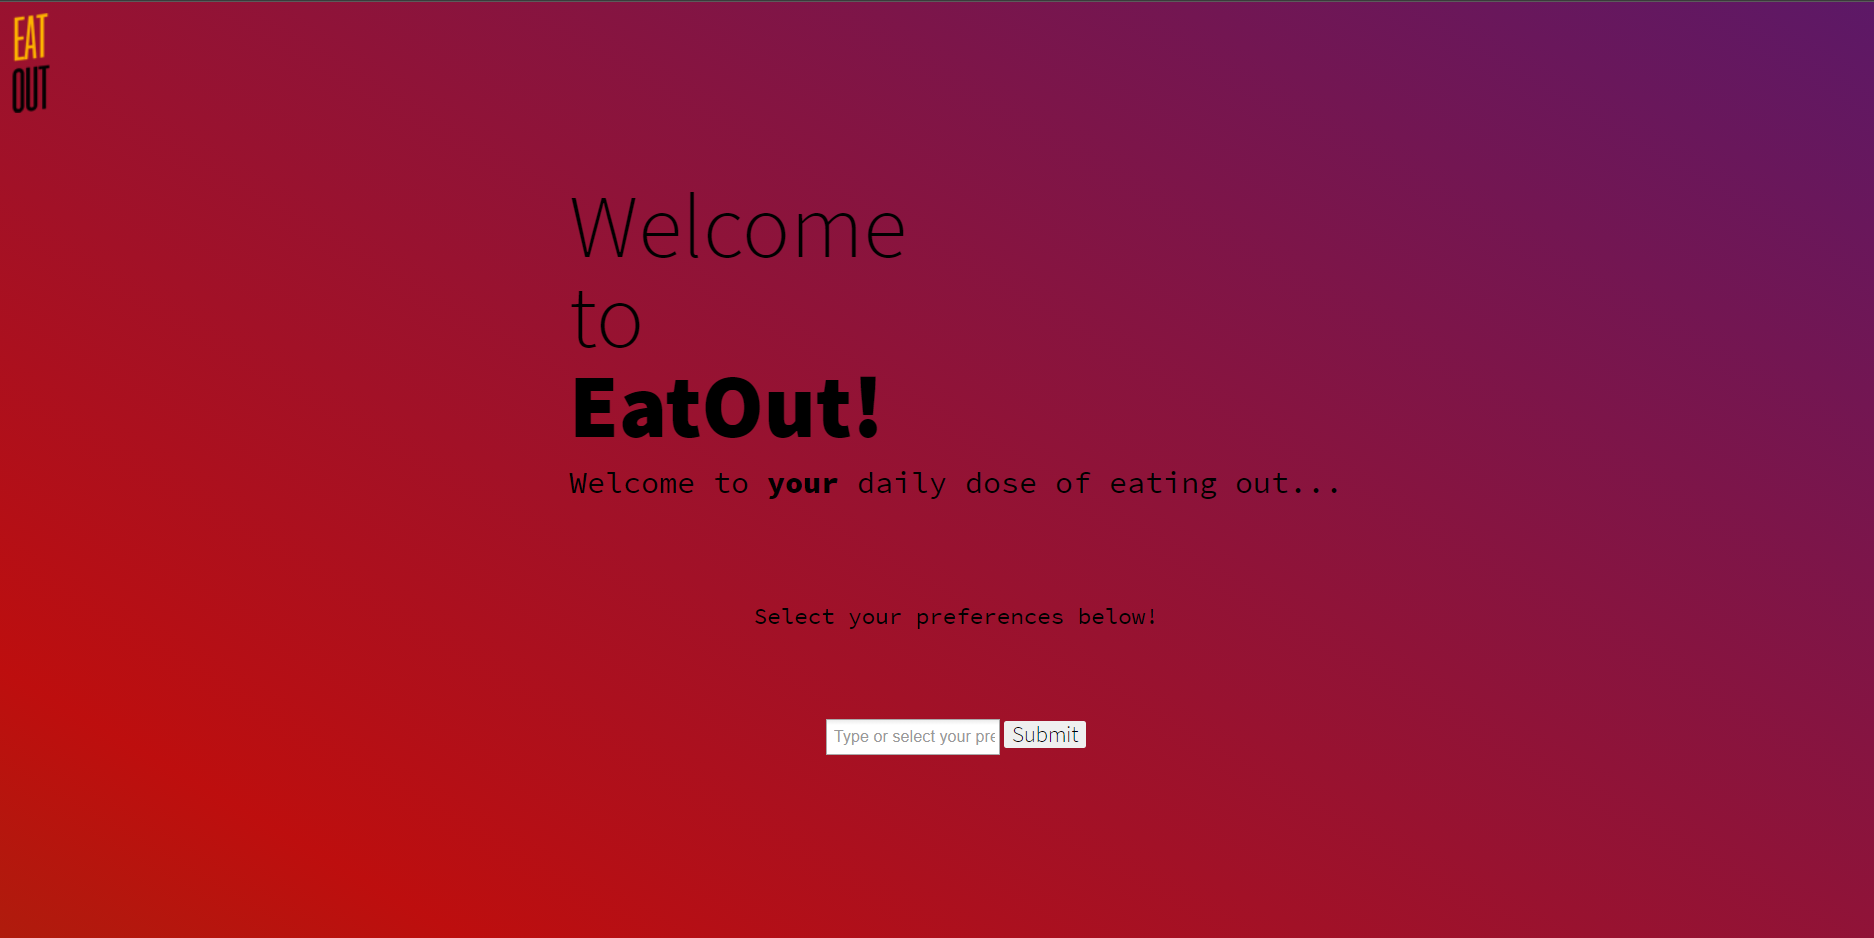 EAT
OUT
Welcome
to
EatOut!
Welcome to your daily dose of eating out...
Select your preferences below!
Type or select your pre
Submit